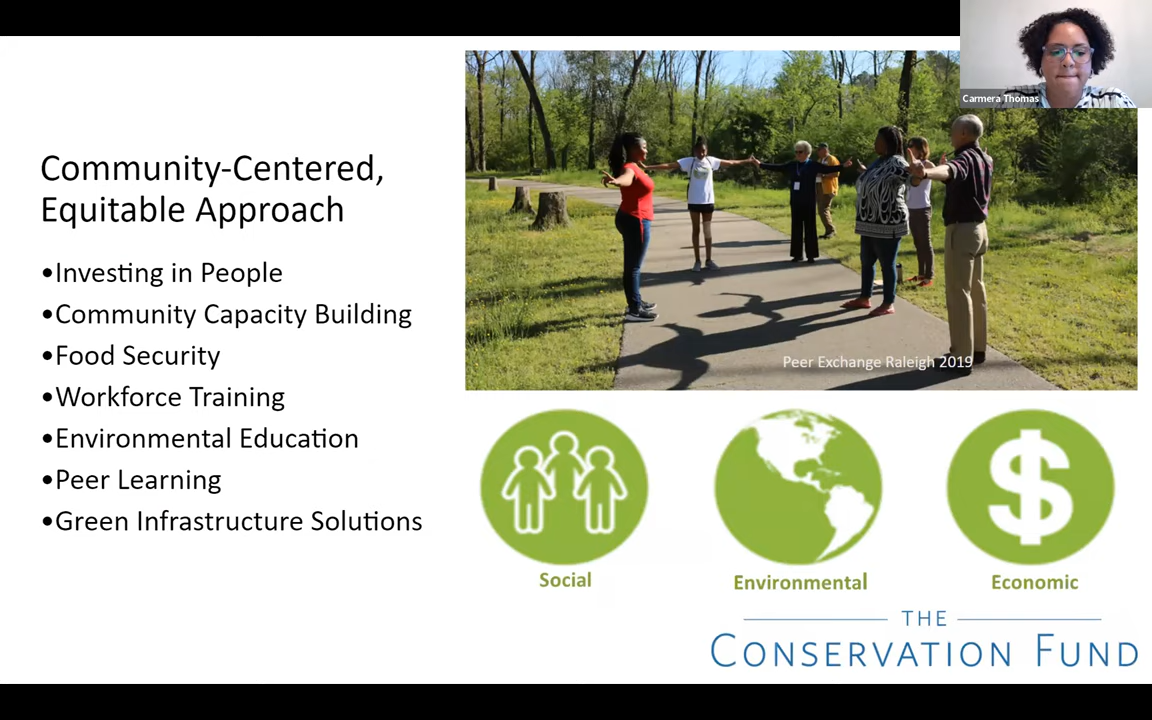 Carmera Thomas
Community-Centered,
Equitable Approach
•Investing in People
•Community Capacity Building
•Food Security
•Workforce Training
•Environmental Education
•Peer Learning
•Green Infrastructure Solutions
Peer Exchange Raleigh 2019
Social
Environmental
Economic
THE
CONSERVATION FUND